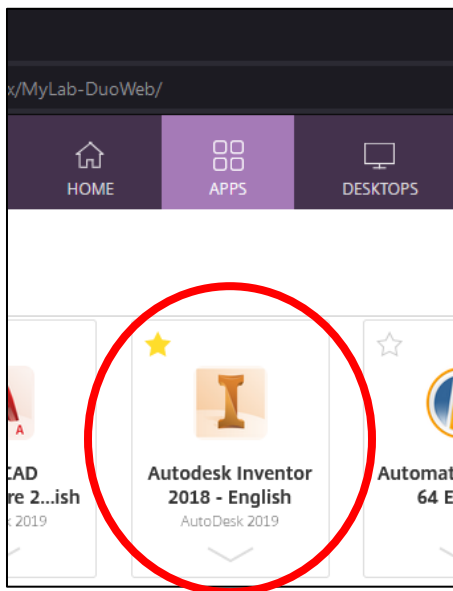 x/MyLab-DuoWeb/
HOME
APPS
DESKTOPS
A
CAD
re 2...ish
k 2019
Autodesk Inventor
2018 - English
AutoDesk 2019
Automat
64 E